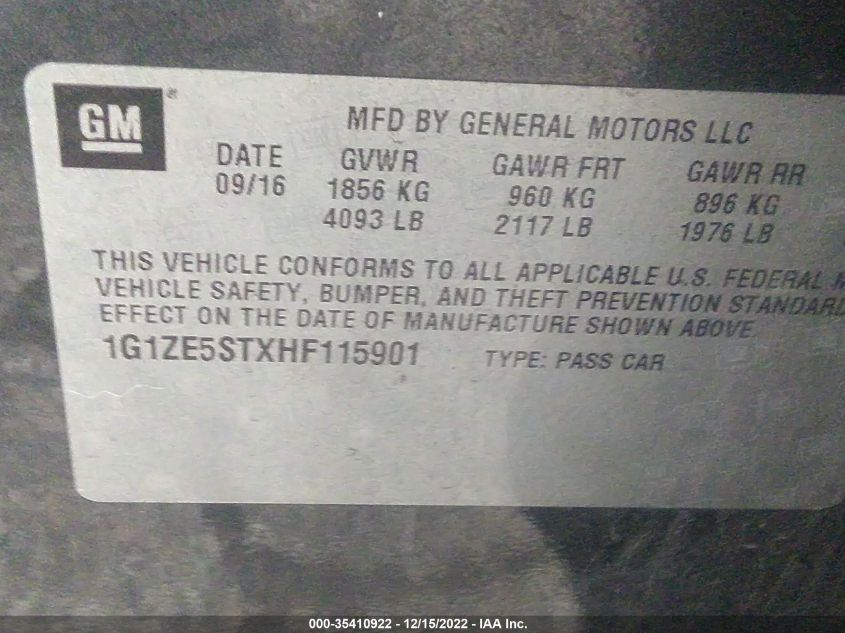 GM ®
MFD BY GENERAL MOTORS LLC
DATE GVWR GAWR FRT GAWR RR
09/16 1856 KG 960 KG 896 KG
4093 LB 2117 LB 1976 LB
THIS VEHICLE CONFORMS TO ALL APPLICABLE U.S. FEDERAL M
VEHICLE SAFETY, BUMPER, AND THEFT PREVENTION STANDARD
EFFECT ON THE DATE OF MANUFACTURE SHOWN ABOVE.
1G1ZE5STXHF115901 TYPE: PASS CAR
000-35410922 - 12/15/2022 - IAA Inc.